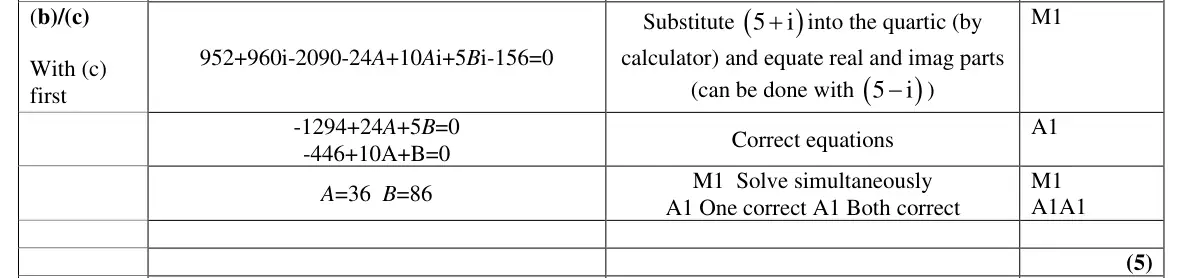 (b)/(c)
With (c)
first
952+960i-2090-24A+10Ai+5Bi-156=0
Substitute (5+i) into the quartic (by
calculator) and equate real and imag parts
(can be done with (5−i) )
M1
-1294+24A+5B=0
-446+10A+B=0
Correct equations
A1
A=36 B=86
M1 Solve simultaneously
A1 One correct A1 Both correct
M1
A1A1
(5)